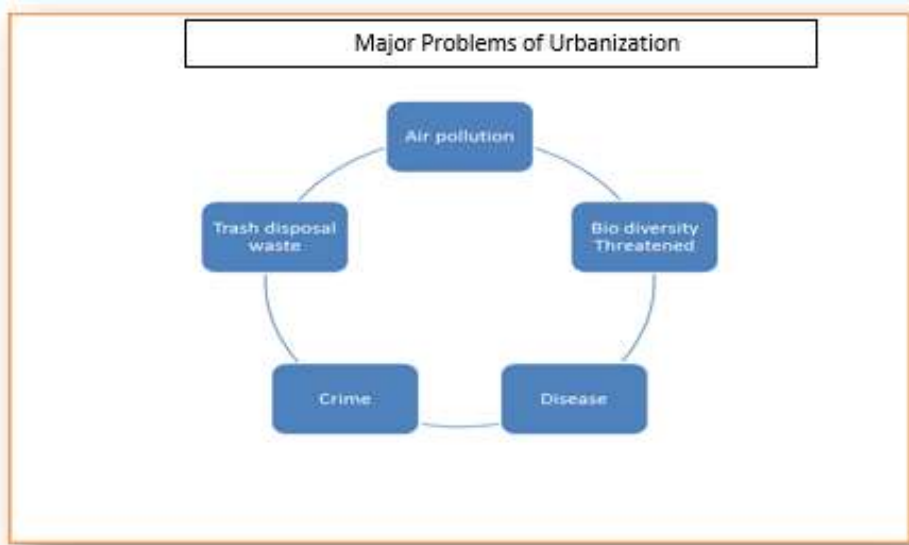 Major Problems of Urbanization
Air pollution
Bio diversity
Threatened
Disease
Crime
Trash disposal
waste